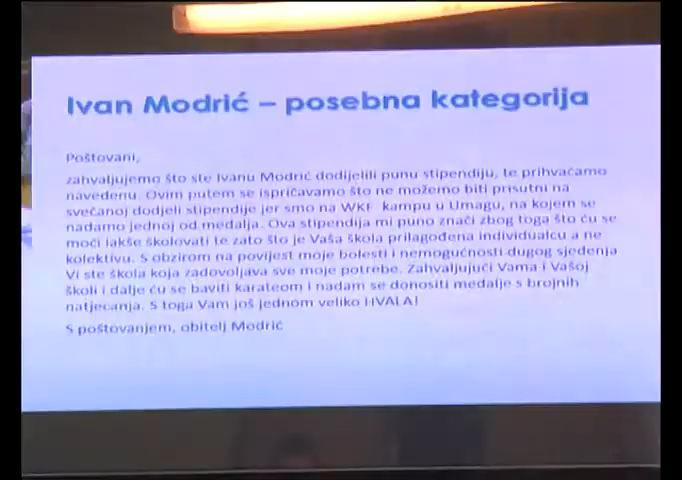 Ivan Modrić – posebna kategorija
Poštovani,
zahvaljujemo što ste Ivanu Modrić dodijelili punu stipendiju, te prihvaćamo
navedenu. Ovim putem se ispričavamo što ne možemo biti prisutni na
svečanoj dodjeli stipendije jer smo na WKF kampu u Umagu, na kojem se
nadamo jednoj od medalja. Ova stipendija mi puno znači zbog toga što ću se
moći lakše školovati te zato što je Vaša škola prilagođena individualcu a ne
kolektivu. S obzirom na povijest moje bolesti i nemogućnosti dugog sjedenja
Vi ste škola koja zadovoljava sve moje potrebe. Zahvaljujući Vama i Vašoj
školi i dalje ću se baviti karateom i nadam se donositi medalje s brojnih
natjecanja. S toga Vam još jednom veliko HVALA!
S poštovanjem, obitelj Modrić